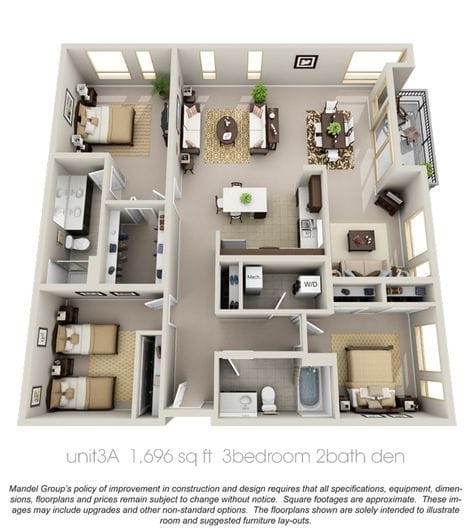 Mech.
W/D
unit3A 1,696 sq ft 3bedroom 2bath den
Mandel Group's policy of improvement in construction and design requires that all specifications, equipment, dimen-
sions, floorplans and prices remain subject to change without notice. Square footages are approximate. These im-
ages may include upgrades and other non-standard options. The floorplans shown are solely intended to illustrate
room and suggested furniture lay-outs.